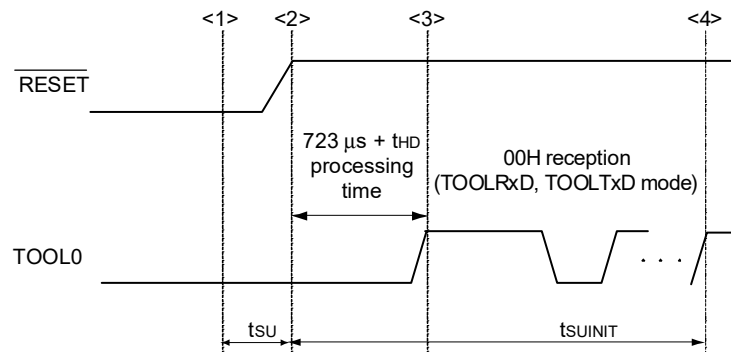 <1> <2> <3> <4>
RESET
723 μs + tHD
processing
time
00H reception
(TOOLRxD, TOOLTxD mode)
TOOL0
. . .
tSU tSUINIT